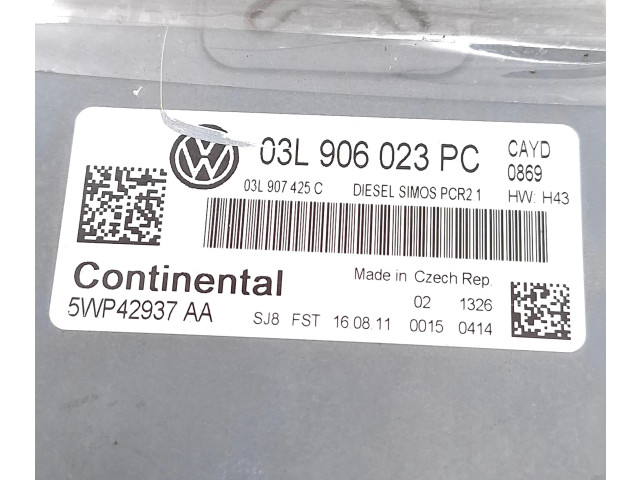 03L 906 023 PC CAYD
0869
03L 907 425 C DIESEL SIMOS PCR2 1 HW: H43
Continental Made in Czech Rep.
5WP42937 AA 02 1326
SJ8 FST 16.08.11 0015 0414